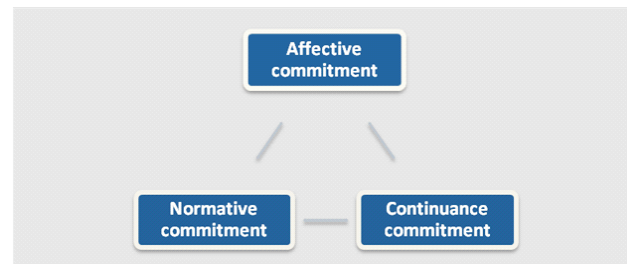 Affective
commitment
Normative
commitment
Continuance
commitment